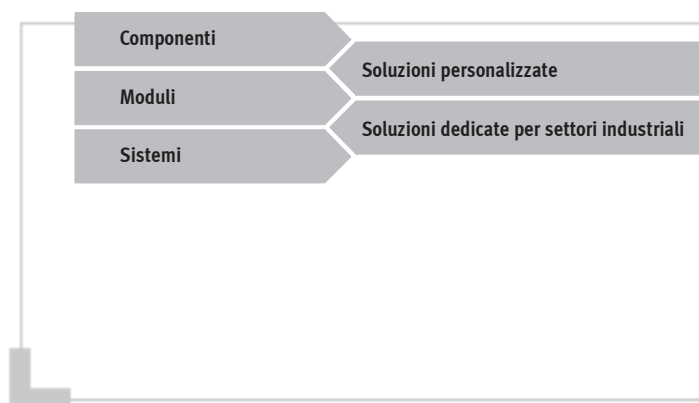 Componenti
Moduli
Sistemi
Soluzioni personalizzate
Soluzioni dedicate per settori industriali